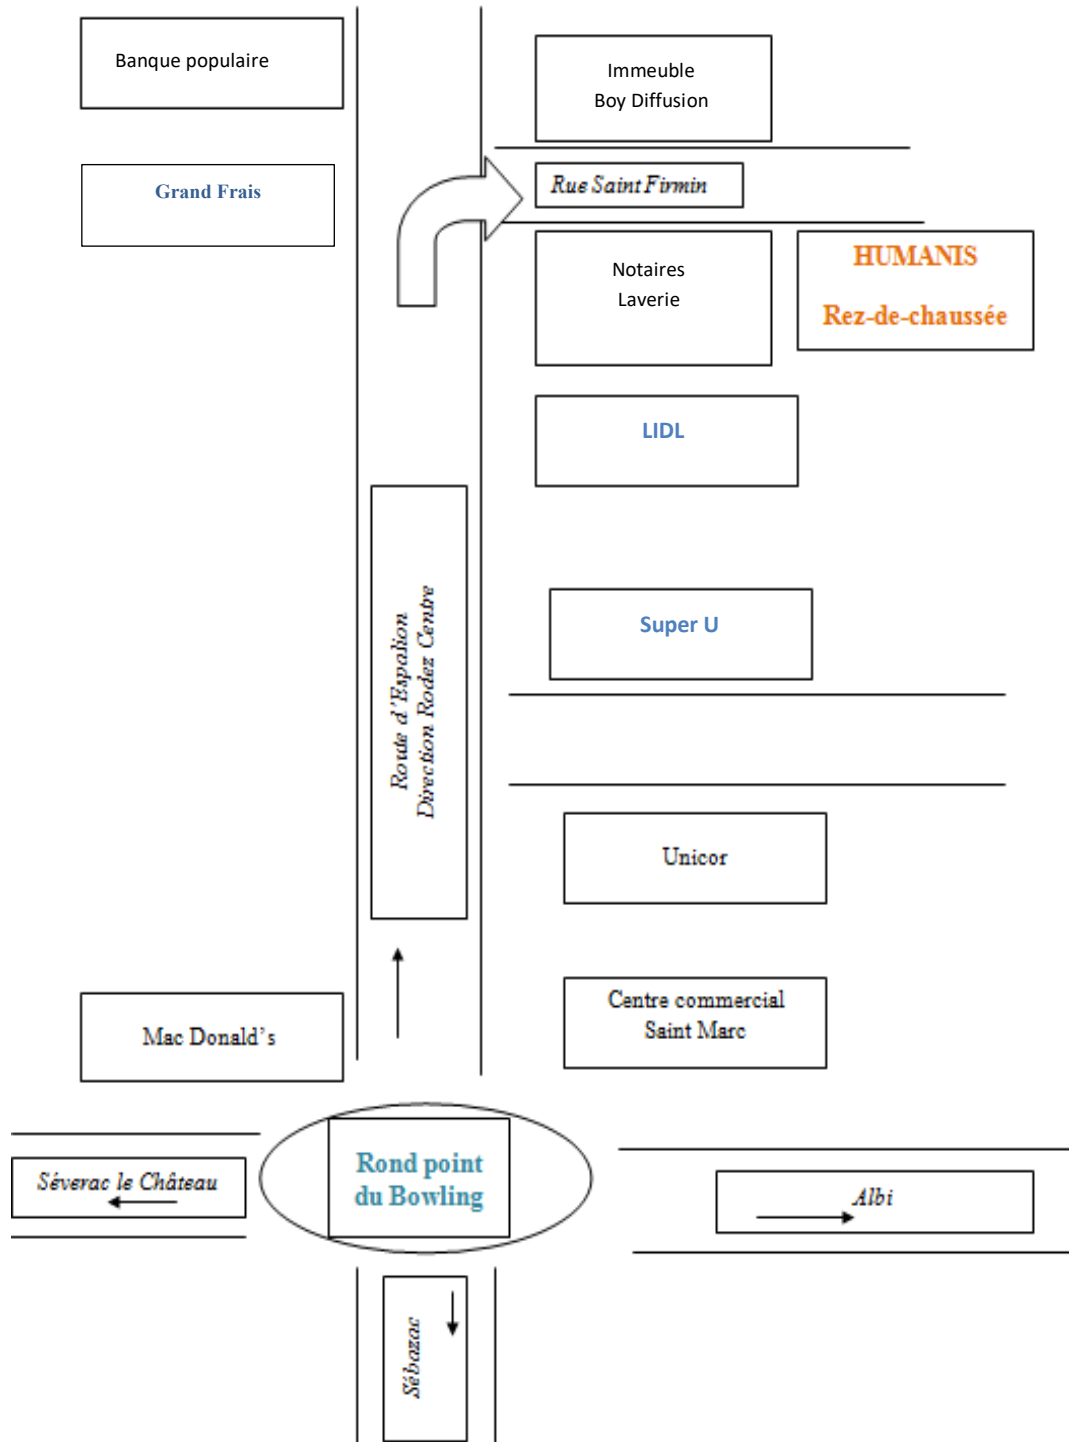 Banque populaire
Immeuble
Boy Diffusion
Grand Frais
Rue Saint Firmin
Notaires
Laverie
HUMANIS
Rez-de-chaussée
LIDL
Super U
Route d'Espalion
Direction Rodez Centre
Unicor
Centre commercial
Saint Marc
Mac Donald's
Rond point
du Bowling
Séverac le Château
Albi
Sébazac